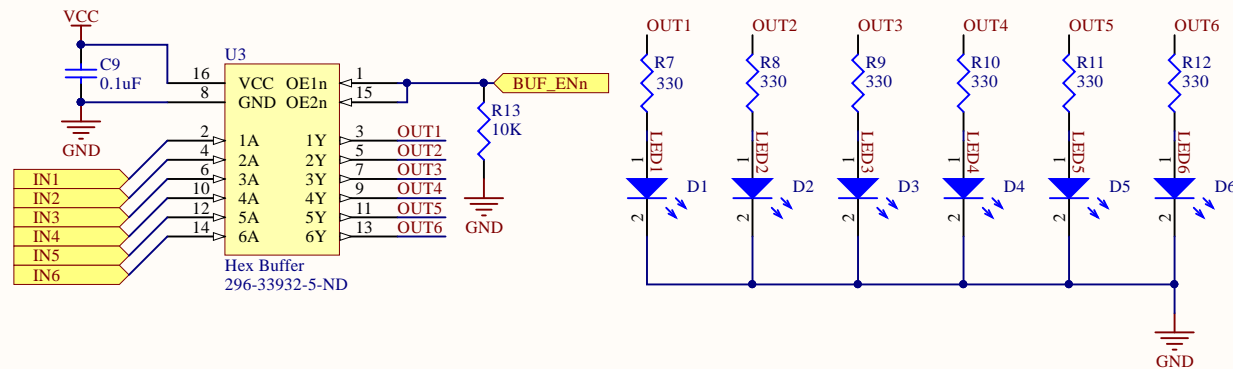 VCC
C9
0.1uF
GND
U3
16 VCC OE1n 1
8 GND OE2n 15
2 1A 1Y 3 OUT1
4 2A 2Y 5 OUT2
6 3A 3Y 7 OUT3
10 4A 4Y 9 OUT4
12 5A 5Y 11 OUT5
14 6A 6Y 13 OUT6
Hex Buffer
296-33932-5-ND
IN1
IN2
IN3
IN4
IN5
IN6
BUF_ENn
R13
10K
GND
OUT1 OUT2 OUT3 OUT4 OUT5 OUT6
R7 R8 R9 R10 R11 R12
330 330 330 330 330 330
LED1 LED2 LED3 LED4 LED5 LED6
1 1 1 1 1 1
D1 D2 D3 D4 D5 D6
2 2 2 2 2 2
GND